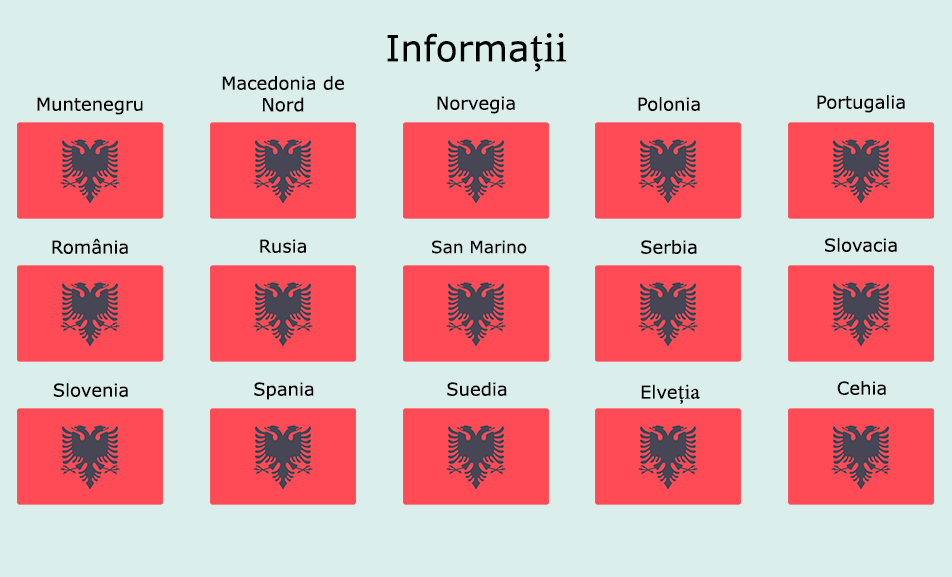 Informații
Muntenegru
Macedonia de
Nord
Norvegia
Polonia
Portugalia
România
Rusia
San Marino
Serbia
Slovacia
Slovenia
Spania
Suedia
Elveția
Cehia